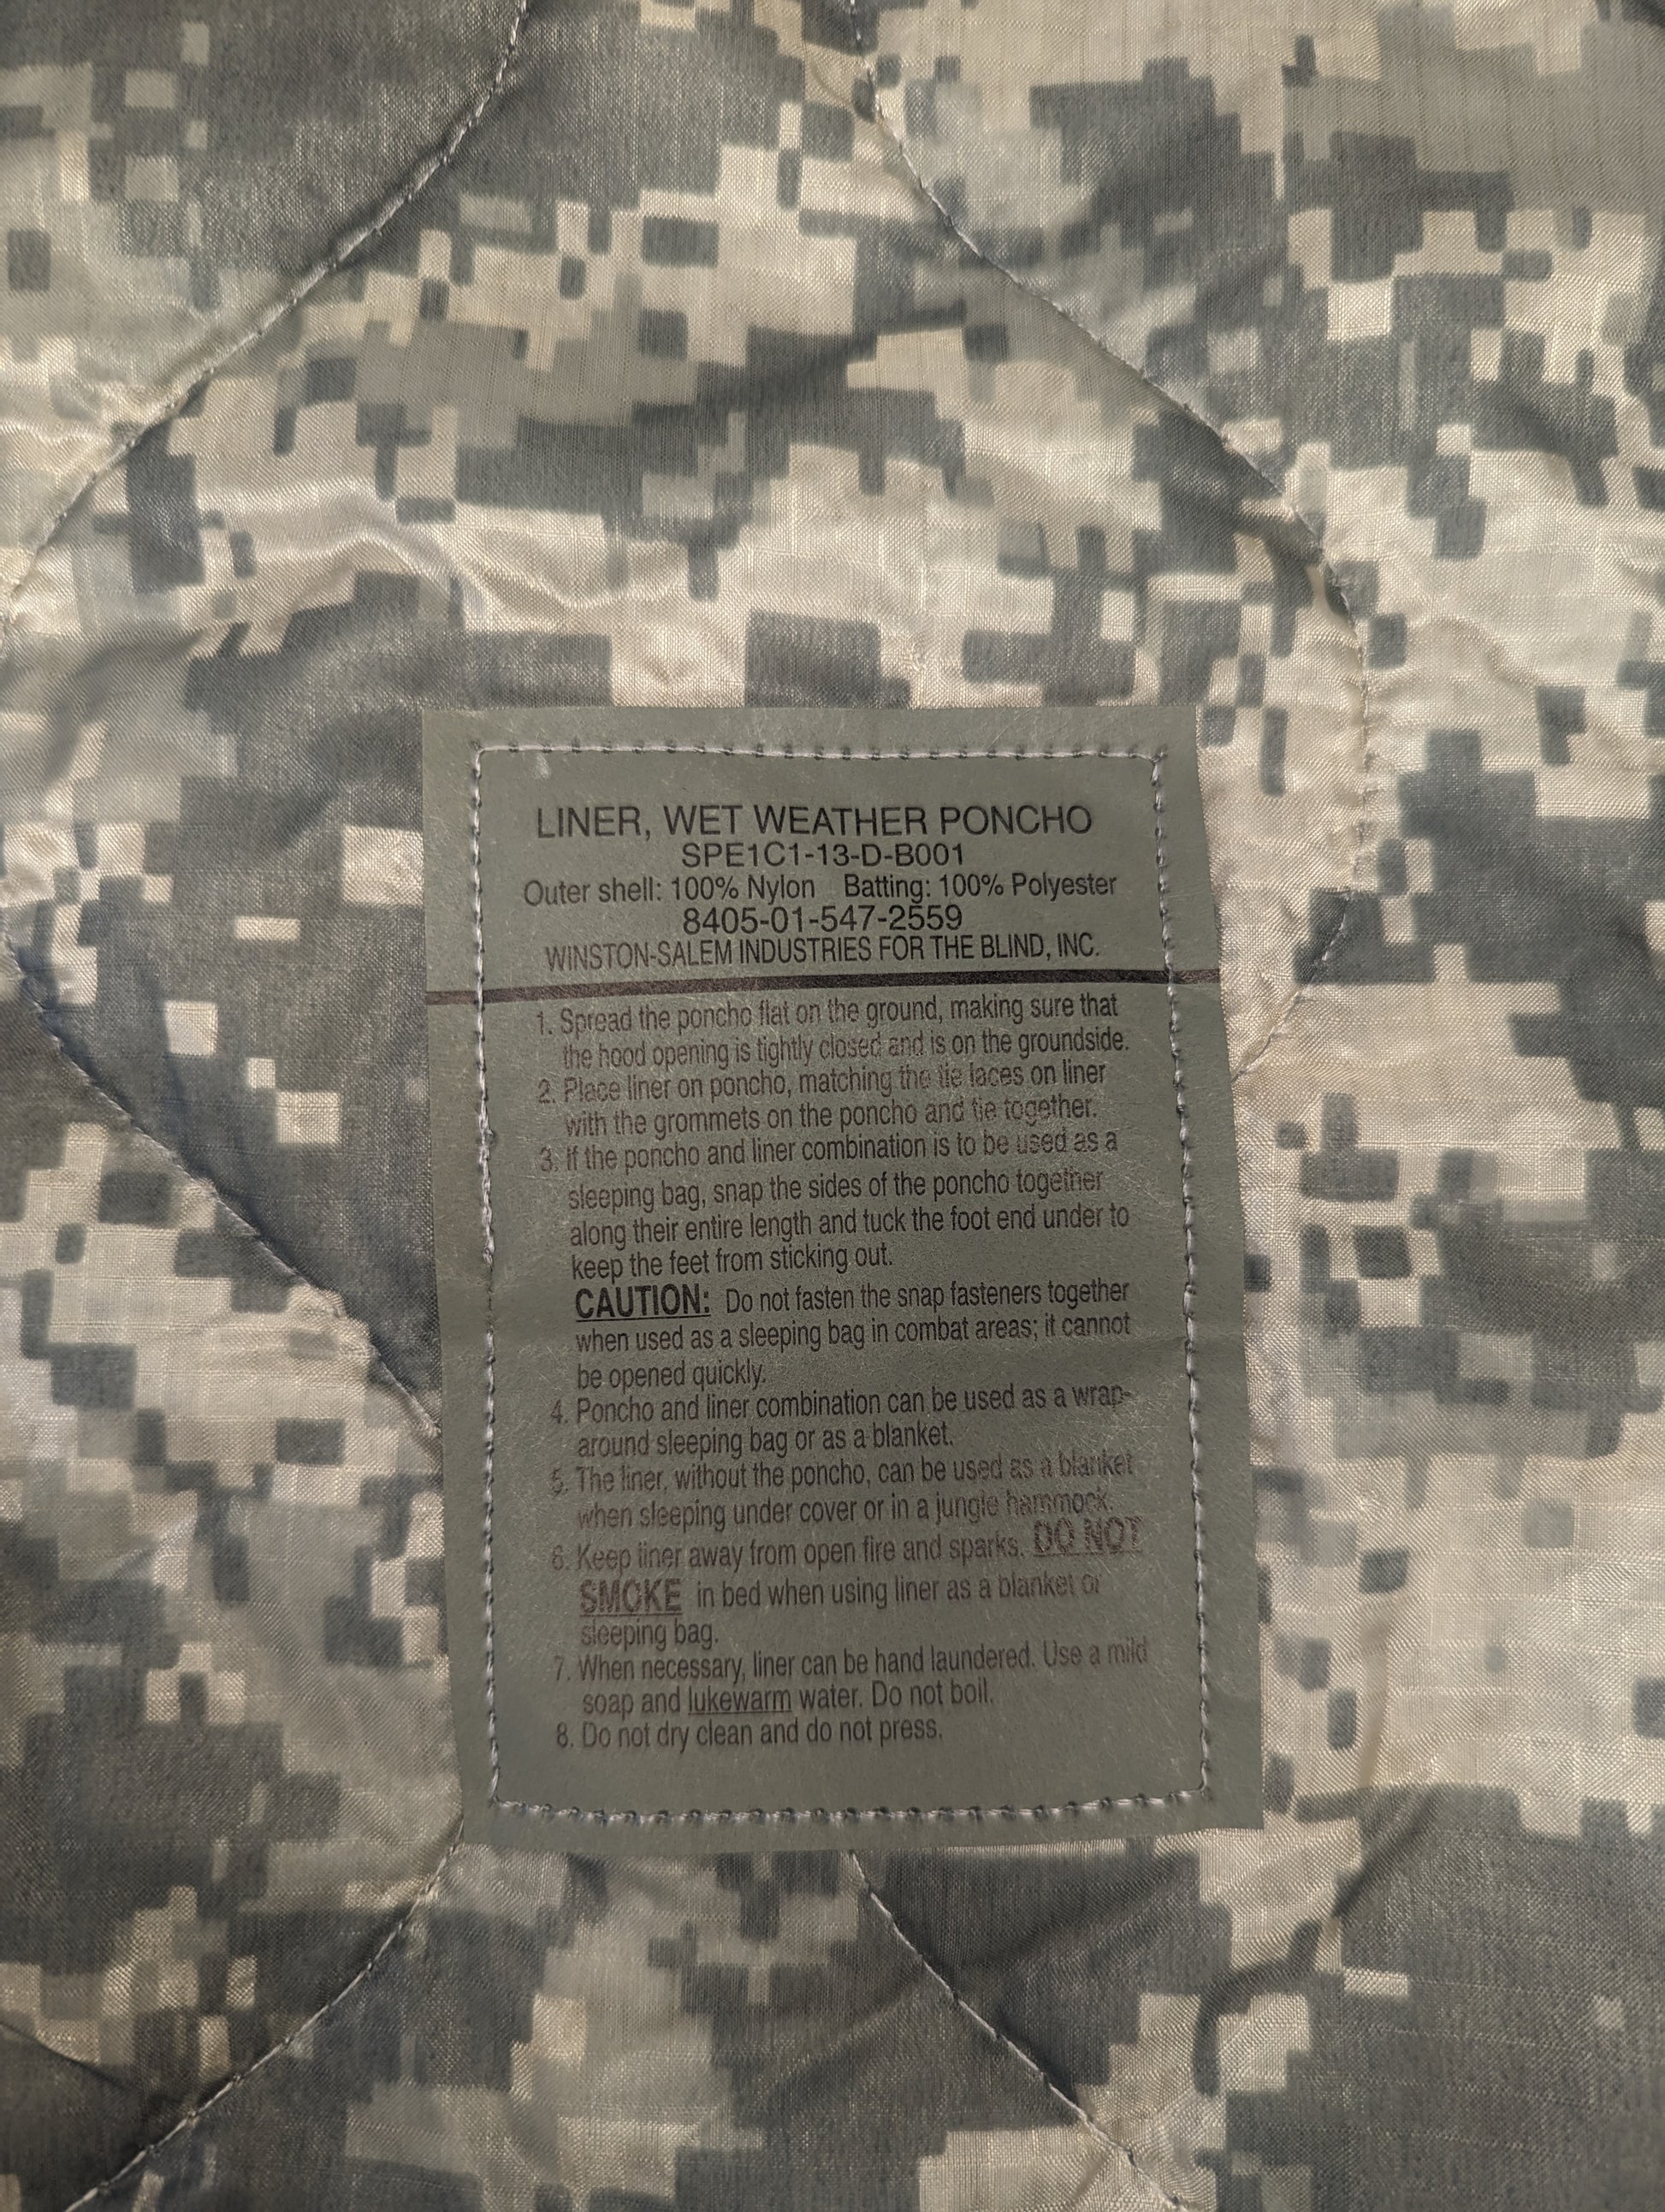 LINER, WET WEATHER PONCHO
SPE1C1-13-D-B001
Outer shell: 100% Nylon Batting: 100% Polyester
8405-01-547-2559
WINSTON-SALEM INDUSTRIES FOR THE BLIND, INC.
1. Spread the poncho flat on the ground, making sure that
the hood opening is tightly closed and is on the groundside.
2. Place liner on poncho, matching the tie laces on liner
with the grommets on the poncho and tie together.
3. If the poncho and liner combination is to be used as a
sleeping bag, snap the sides of the poncho together
along their entire length and tuck the foot end under to
keep the feet from sticking out.
CAUTION: Do not fasten the snap fasteners together
when used as a sleeping bag in combat areas; it cannot
be opened quickly.
4. Poncho and liner combination can be used as a wrap-
around sleeping bag or as a blanket.
5. The liner, without the poncho, can be used as a blanket
when sleeping under cover or in a jungle hammock.
6. Keep liner away from open fire and sparks. DO NOT
SMOKE in bed when using liner as a blanket or
sleeping bag.
7. When necessary, liner can be hand laundered. Use a mild
soap and lukewarm water. Do not boil.
8. Do not dry clean and do not press.